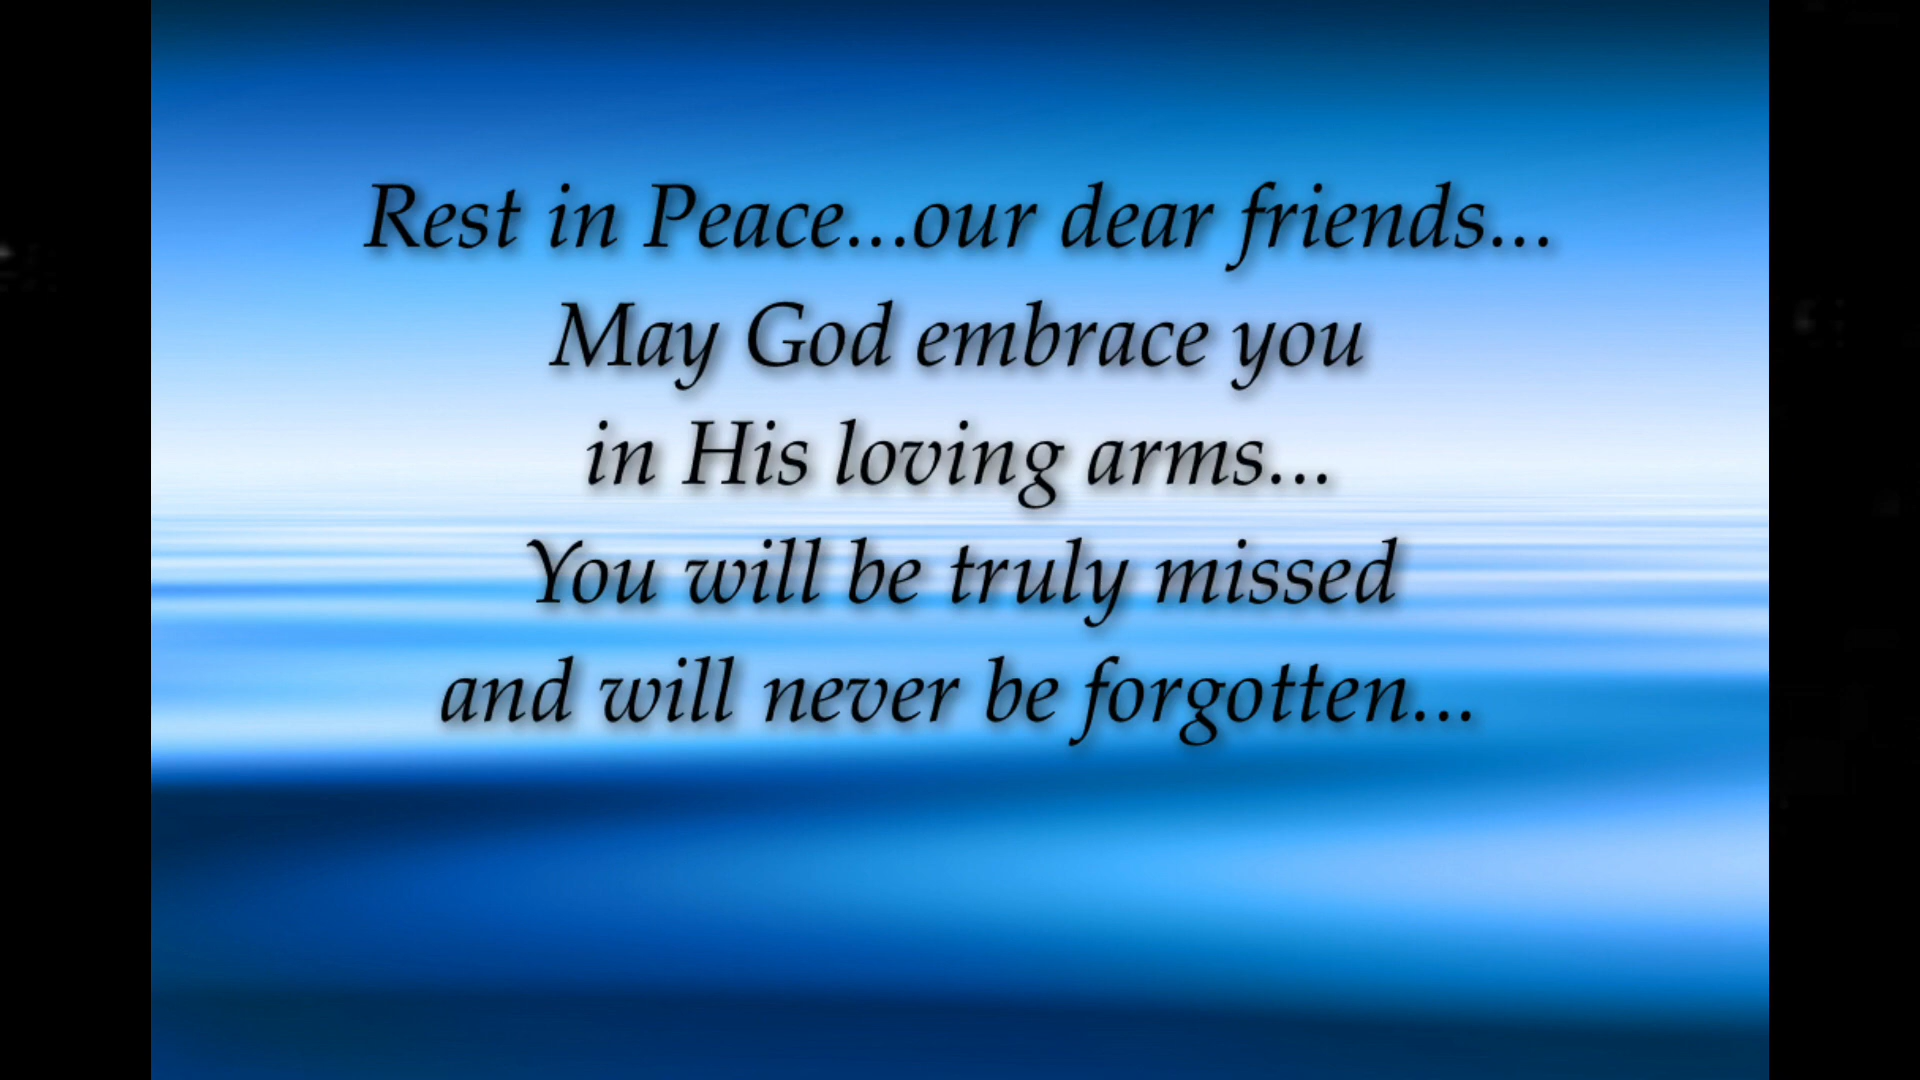 Rest in Peace...our dear friends...
May God embrace you
in His loving arms...
You will be truly missed
and will never be forgotten...